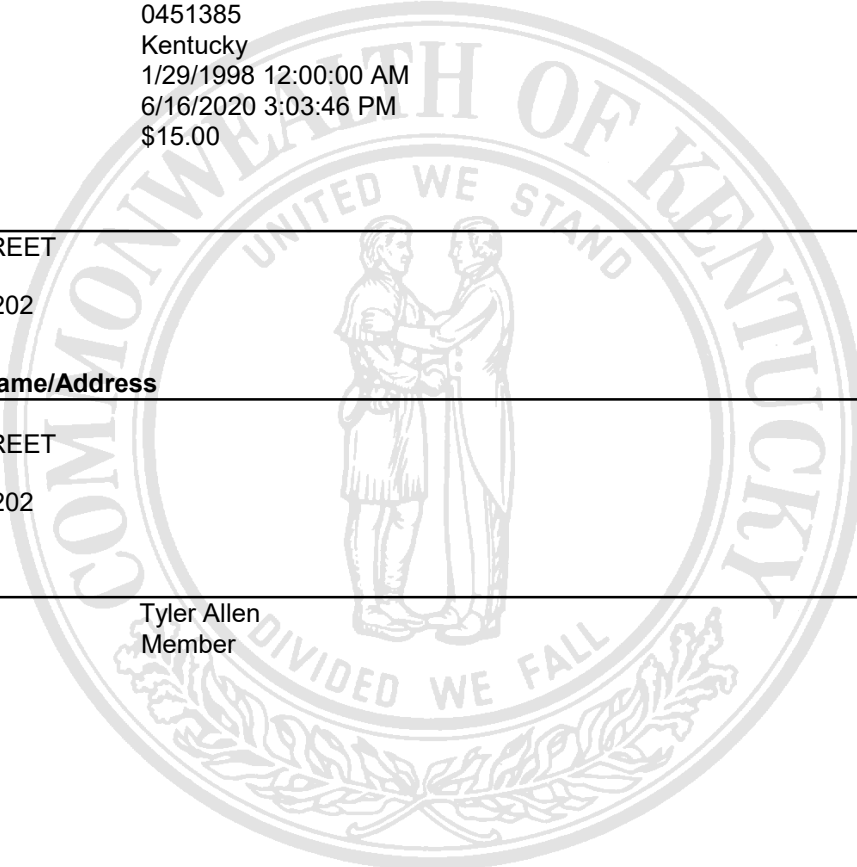 0451385
Kentucky
1/29/1998 12:00:00 AM
6/16/2020 3:03:46 PM
$15.00
COMMONWEALTH OF KENTUCKY
UNITED WE STAND
REET
202
ame/Address
REET
202
Tyler Allen
Member
DIVIDED WE FALL